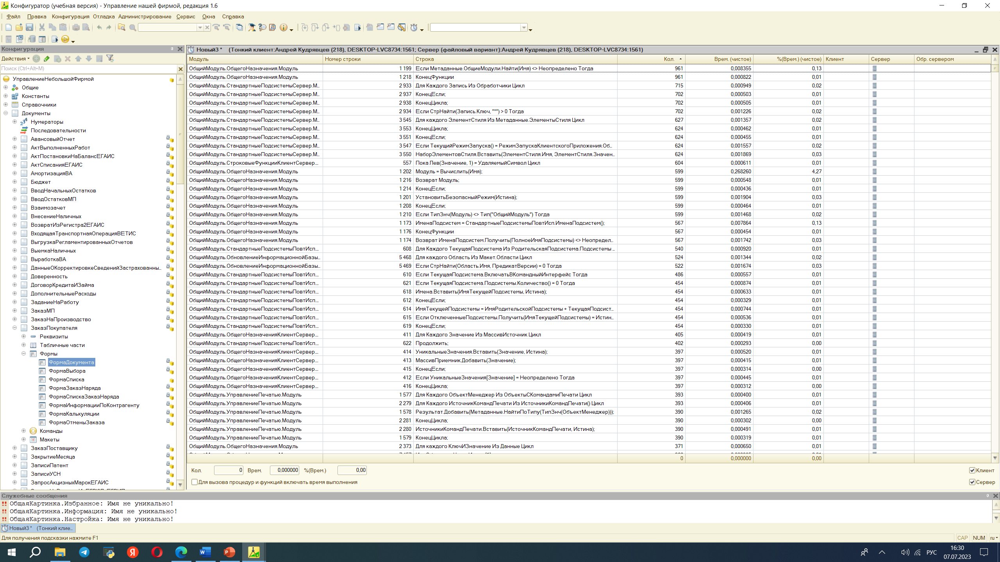 Конфигуратор (учебная версия) - Управление нашей фирмой, редакция 1.6
Файл Правка Конфигурация Отладка Администрирование Сервис Окна Справка
Конфигурация
Действия
Поиск (Ctrl+Alt+M)
УправлениеНебольшойФирмой
Общие
Константы
Справочники
Документы
Нумераторы
Последовательности
АвансовыйОтчет
АктВыполненныхРабот
АктПостановкиНаБалансЕГАИС
АктСписанияЕГАИС
АмортизацияВА
Бюджет
ВводНачальныхОстатков
ВводОстатковМП
Взаимозачет
ВнесениеНаличных
ВозвратИзРегистра2ЕГАИС
ВходящаяТранспортнаяОперацияВЕТИС
ВыгрузкаРегламентированныхОтчетов
ВыемкаНаличных
ВыработкаВА
ДанныеОКорректировкеСведенийЗастрахованны...
Доверенность
ДоговорКредитаИЗайма
ДополнительныеРасходы
ЗаданиеНаРаботу
ЗаказМП
ЗаказНаПроизводство
ЗаказПокупателя
Реквизиты
Табличные части
Формы
ФормаДокумента
ФормаВыбора
ФормаСписка
ФормаЗаказНаряда
ФормаСпискаЗаказНаряда
ФормаИнформацииПоКонтрагенту
ФормаКалькуляции
ФормаОтменыЗаказа
Команды
Макеты
ЗаказПоставщику
ЗакрытиеМесяца
ЗаписиПатент
ЗаписиУСН
ЗапросАкцизныхМарокЕГАИС
Новый3 * (Тонкий клиент:Андрей Кудрявцев (218), DESKTOP-LVC8734:1561; Сервер (файловый вариант):Андрей Кудрявцев (218), DESKTOP-LVC8734:1561)
Модуль Номер строки Строка Кол. Врем. (чистое) %(Врем.) (чистое) Клиент Сервер Обр. сервером
ОбщийМодуль.ОбщегоНазначения.Модуль 1 199 Если Метаданные.ОбщиеМодули.Найти(Имя) <> Неопределено Тогда 961 0,008355 0,13
ОбщийМодуль.ОбщегоНазначения.Модуль 1 218 КонецФункции 961 0,000822 0,01
ОбщийМодуль.СтандартныеПодсистемыСервер.М... 2 933 Для Каждого Запись Из Обработчики Цикл 715 0,000949 0,02
ОбщийМодуль.СтандартныеПодсистемыСервер.М... 2 937 КонецЕсли; 702 0,000503 0,01
ОбщийМодуль.СтандартныеПодсистемыСервер.М... 2 938 КонецЦикла; 702 0,000505 0,01
ОбщийМодуль.СтандартныеПодсистемыСервер.М... 2 934 Если СтрНайти(Запись.Ключ, "*") > 0 Тогда 702 0,001226 0,02
ОбщийМодуль.СтандартныеПодсистемыСервер.М... 3 545 Для каждого ЭлементСтиля Из Метаданные.ЭлементыСтиля Цикл 627 0,001357 0,02
ОбщийМодуль.СтандартныеПодсистемыСервер.М... 3 553 КонецЦикла; 624 0,000462 0,01
ОбщийМодуль.СтандартныеПодсистемыСервер.М... 3 551 КонецЕсли; 624 0,000455 0,01
ОбщийМодуль.СтандартныеПодсистемыСервер.М... 3 547 Если ТекущийРежимЗапуска() = РежимЗапускаКлиентскогоПриложения.Об... 624 0,001557 0,02
ОбщийМодуль.СтандартныеПодсистемыСервер.М... 3 550 НаборЭлементовСтиля.Вставить(ЭлементСтиля.Имя, ЭлементСтиля.Значен... 624 0,001869 0,03
ОбщийМодуль.СтроковыеФункцииКлиентСервер.... 557 Пока Лев(Значение, 1) = УдаляемыйСимвол Цикл 604 0,000611 0,01
ОбщийМодуль.ОбщегоНазначения.Модуль 1 202 Модуль = Вычислить(Имя); 599 0,268260 4,27
ОбщийМодуль.ОбщегоНазначения.Модуль 1 216 Возврат Модуль; 599 0,000548 0,01
ОбщийМодуль.ОбщегоНазначения.Модуль 1 214 КонецЕсли; 599 0,000436 0,01
ОбщийМодуль.ОбщегоНазначения.Модуль 1 201 УстановитьБезопасныйРежим(Истина); 599 0,001904 0,03
ОбщийМодуль.ОбщегоНазначения.Модуль 1 208 КонецЕсли; 599 0,000464 0,01
ОбщийМодуль.ОбщегоНазначения.Модуль 1 210 Если ТипЗнч(Модуль) <> Тип("ОбщийМодуль") Тогда 599 0,001468 0,02
ОбщийМодуль.ОбщегоНазначения.Модуль 1 173 ИменаПодсистем = СтандартныеПодсистемыПовтИсп.ИменаПодсистем(); 567 0,007864 0,13
ОбщийМодуль.ОбщегоНазначения.Модуль 1 176 КонецФункции 567 0,000454 0,01
ОбщийМодуль.ОбщегоНазначения.Модуль 1 174 Возврат ИменаПодсистем.Получить(ПолноеИмяПодсистемы) <> Неопредел... 567 0,001742 0,03
ОбщийМодуль.СтандартныеПодсистемыПовтИсп.... 608 Для Каждого ТекущаяПодсистема Из РодительскаяПодсистема.Подсистемы ... 540 0,000920 0,01
ОбщийМодуль.ОбновлениеИнформационнойБазы... 5 468 Для каждого Область Из Макет.Области Цикл 524 0,001344 0,02
ОбщийМодуль.ОбновлениеИнформационнойБазы... 5 469 Если СтрНайти(Область.Имя, ПредикатВерсии) = 0 Тогда 522 0,001674 0,03
ОбщийМодуль.СтандартныеПодсистемыПовтИсп.... 610 Если ТекущаяПодсистема.ВключатьВКомандныйИнтерфейс Тогда 486 0,000557 0,01
ОбщийМодуль.СтандартныеПодсистемыПовтИсп.... 621 Если ТекущаяПодсистема.Подсистемы.Количество() = 0 Тогда 454 0,000874 0,01
ОбщийМодуль.СтандартныеПодсистемыПовтИсп.... 618 Имена.Вставить(ИмяТекущейПодсистемы, Истина); 454 0,000633 0,01
ОбщийМодуль.СтандартныеПодсистемыПовтИсп.... 612 КонецЕсли; 454 0,000329 0,01
ОбщийМодуль.СтандартныеПодсистемыПовтИсп.... 614 ИмяТекущейПодсистемы = ИмяРодительскойПодсистемы + ТекущаяПодсист... 454 0,000744 0,01
ОбщийМодуль.СтандартныеПодсистемыПовтИсп.... 615 Если ОтключенныеПодсистемы.Получить(ИмяТекущейПодсистемы) = Истин... 454 0,000536 0,01
ОбщийМодуль.СтандартныеПодсистемыПовтИсп.... 619 КонецЕсли; 454 0,000330 0,01
ОбщийМодуль.ОбщегоНазначенияКлиентСервер.... 411 Для Каждого Значение Из МассивИсточник Цикл 405 0,000419 0,01
ОбщийМодуль.СтандартныеПодсистемыПовтИсп.... 622 Продолжить; 402 0,000293 0,00
ОбщийМодуль.ОбщегоНазначенияКлиентСервер.... 414 УникальныеЗначения.Вставить(Значение, Истина); 397 0,000520 0,01
ОбщийМодуль.ОбщегоНазначенияКлиентСервер.... 413 МассивПриемник.Добавить(Значение); 397 0,000415 0,01
ОбщийМодуль.ОбщегоНазначенияКлиентСервер.... 415 КонецЕсли; 397 0,000314 0,00
ОбщийМодуль.ОбщегоНазначенияКлиентСервер.... 412 Если УникальныеЗначения[Значение] = Неопределено Тогда 397 0,000445 0,01
ОбщийМодуль.ОбщегоНазначенияКлиентСервер.... 416 КонецЦикла; 397 0,000312 0,00
ОбщийМодуль.УправлениеПечатью.Модуль 1 577 Для Каждого ОбъектМенеджер Из ОбъектыСКомандамиПечати Цикл 393 0,000400 0,01
ОбщийМодуль.УправлениеПечатью.Модуль 2 279 Для Каждого ИсточникКомандПечати Из ИсточникиКомандПечати() Цикл 393 0,000406 0,01
ОбщийМодуль.УправлениеПечатью.Модуль 1 578 Результат.Добавить(Метаданные.НайтиПоТипу(ТипЗнч(ОбъектМенеджер))); 390 0,001265 0,02
ОбщийМодуль.УправлениеПечатью.Модуль 2 281 КонецЦикла; 390 0,000302 0,00
ОбщийМодуль.УправлениеПечатью.Модуль 2 280 ИсточникиКомандПечати.Вставить(ИсточникКомандПечати, Истина); 390 0,000491 0,01
ОбщийМодуль.УправлениеПечатью.Модуль 1 579 КонецЦикла; 390 0,000319 0,01
ОбщийМодуль.ОбщегоНазначения.Модуль 2 373 Для каждого КлючИЗначение Из Данные Цикл 371 0,000650 0,01
0 0,000000 0,00
Кол. 0 Врем. 0,000000 %(Врем.) 0,00 Клиент
Для вызова процедур и функций включать время выполнения Сервер
Служебные сообщения
ОбщаяКартинка.Избранное: Имя не уникально!
ОбщаяКартинка.Информация: Имя не уникально!
ОбщаяКартинка.Настройка: Имя не уникально!
Новый3 * (Тонкий клие...
Для получения подсказки нажмите F1 CAP NUM ru
РУС 16:30
07.07.2023